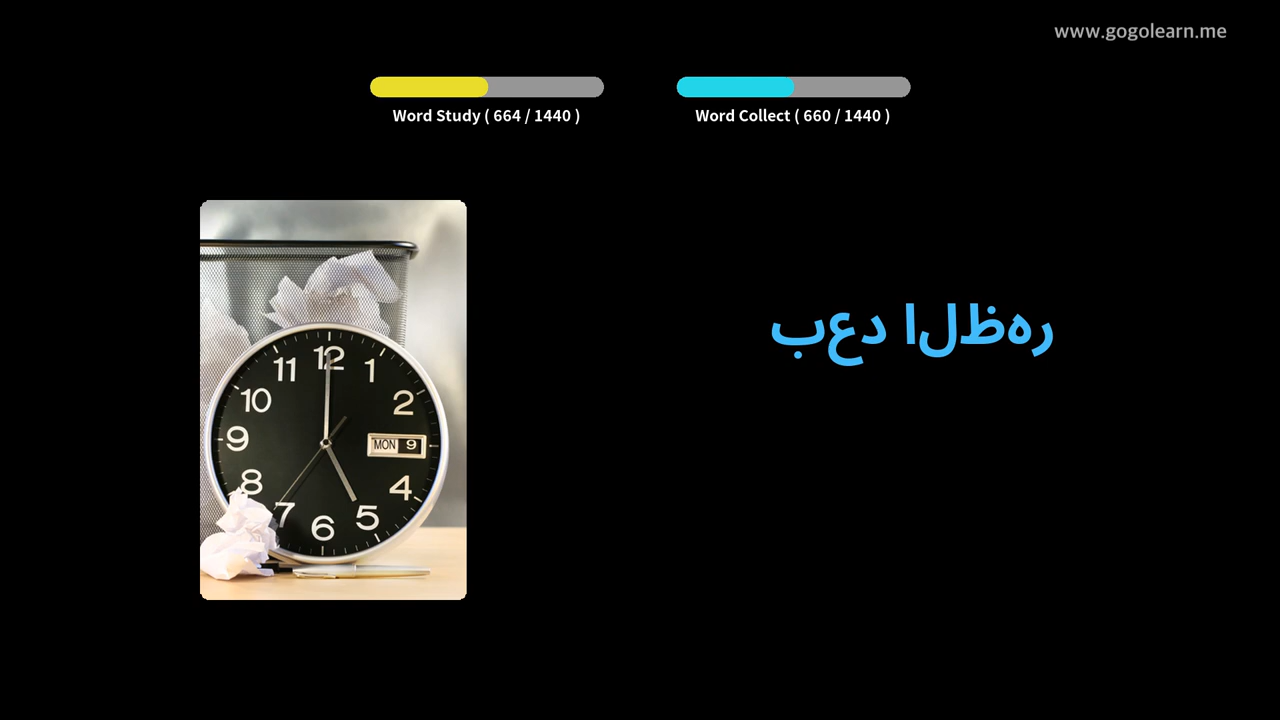 www.gogolearn.me
Word Study ( 664 / 1440 )
Word Collect ( 660 / 1440 )
بعد الظهر
12
1
2
MON 9
4
5
6
7
8
9
10
11